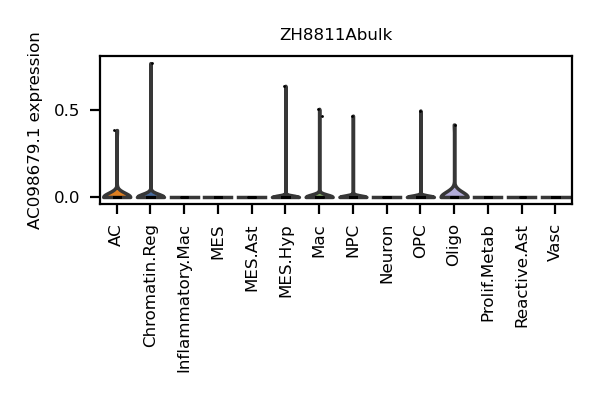 ZH8811Abulk
AC098679.1 expression
0.5
0.0
AC
Chromatin.Reg
Inflammatory.Mac
MES
MES.Ast
MES.Hyp
Mac
NPC
Neuron
OPC
Oligo
Prolif.Metab
Reactive.Ast
Vasc